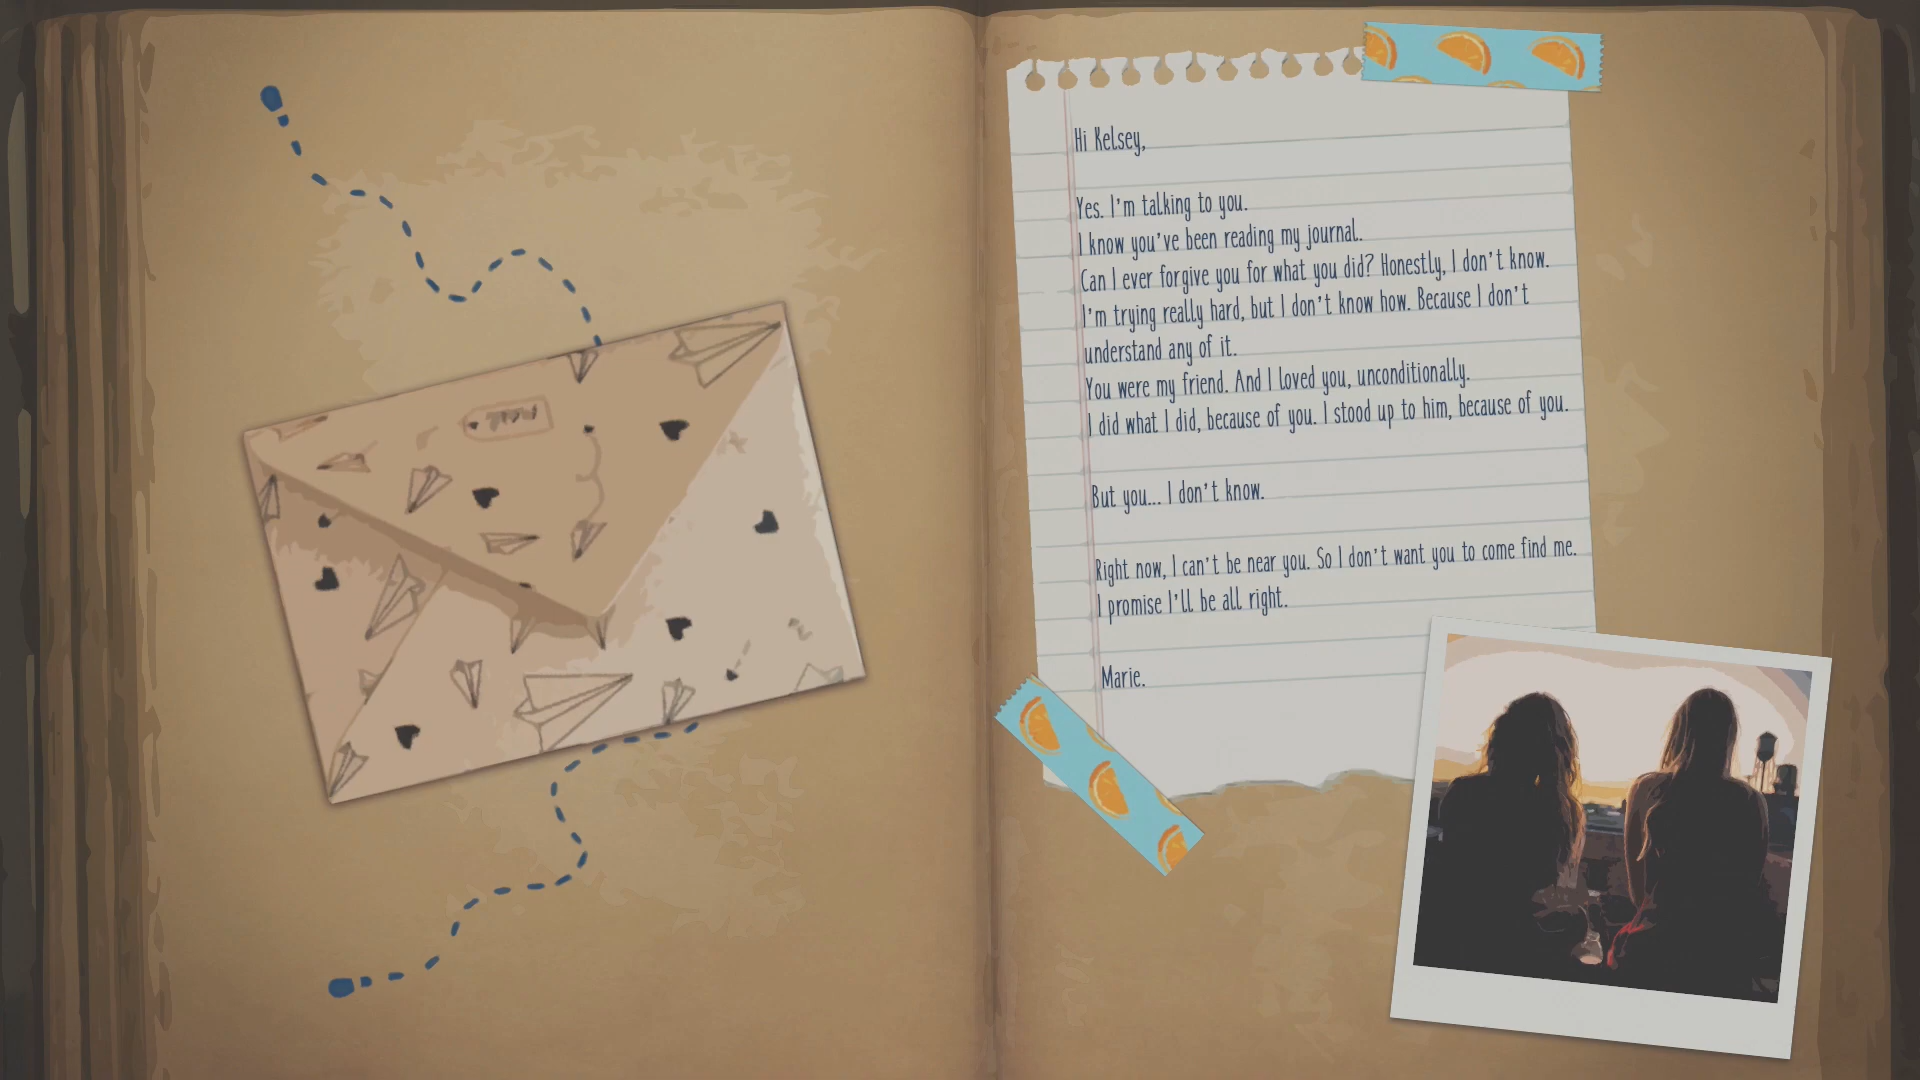 Hi Kelsey,
Yes. I'm talking to you.
I know you've been reading my journal.
Can I ever forgive you for what you did? Honestly, I don't know.
I'm trying really hard, but I don't know how. Because I don't
understand any of it.
You were my friend. And I loved you, unconditionally.
I did what I did, because of you. I stood up to him, because of you.
But you... I don't know.
Right now, I can't be near you. So I don't want you to come find me.
I promise I'll be all right.
Marie.